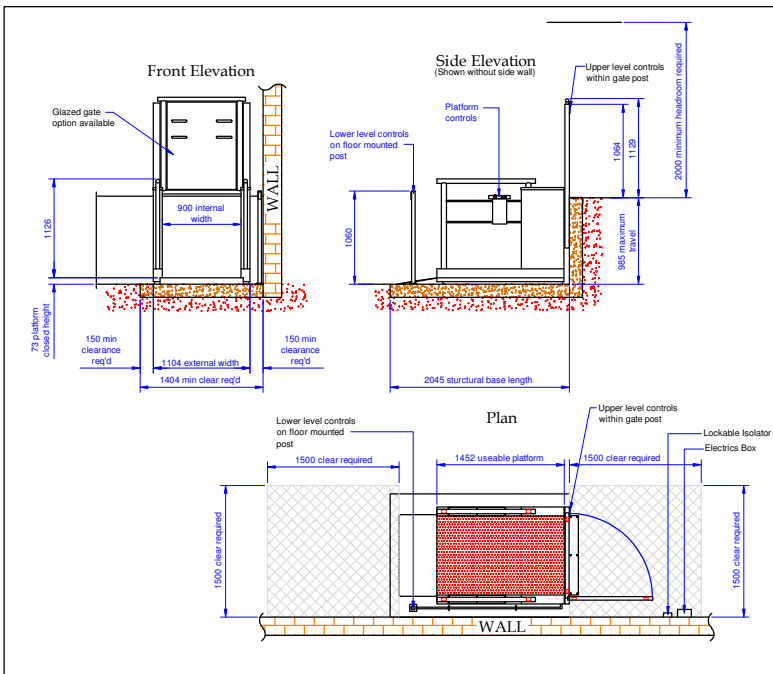 Front Elevation
Glazed gate
option available
WALL
900 internal
width
1126
73 platform
closed height
150 min
clearance
req'd
1104 external width
150 min
clearance
req'd
1404 min clear req'd
Side Elevation
(Shown without side wall)
Upper level controls
within gate post
Platform
controls
Lower level controls
on floor mounted
post
1060
1064
1129
2000 minimum headroom required
985 maximum
travel
2045 sturctural base length
Plan
Lower level controls
on floor mounted
post
Upper level controls
within gate post
Lockable Isolator
Electrics Box
1500 clear required
1452 useable platform
1500 clear required
1500 clear required
1500 clear required
WALL